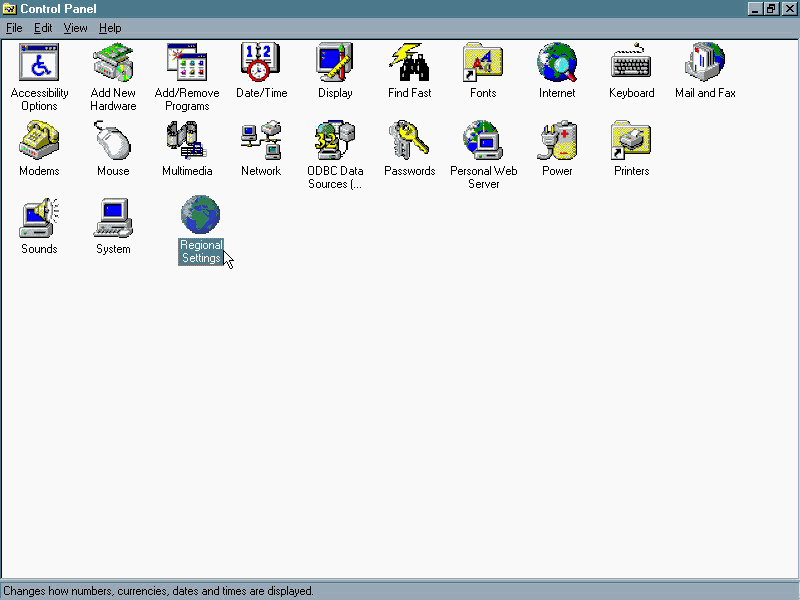 Control Panel
File Edit View Help
Accessibility Options
Add New Hardware
Add/Remove Programs
Date/Time
Display
Find Fast
Fonts
Internet
Keyboard
Mail and Fax
Modems
Mouse
Multimedia
Network
ODBC Data Sources (...
Passwords
Personal Web Server
Power
Printers
Sounds
System
Regional Settings
Changes how numbers, currencies, dates and times are displayed.